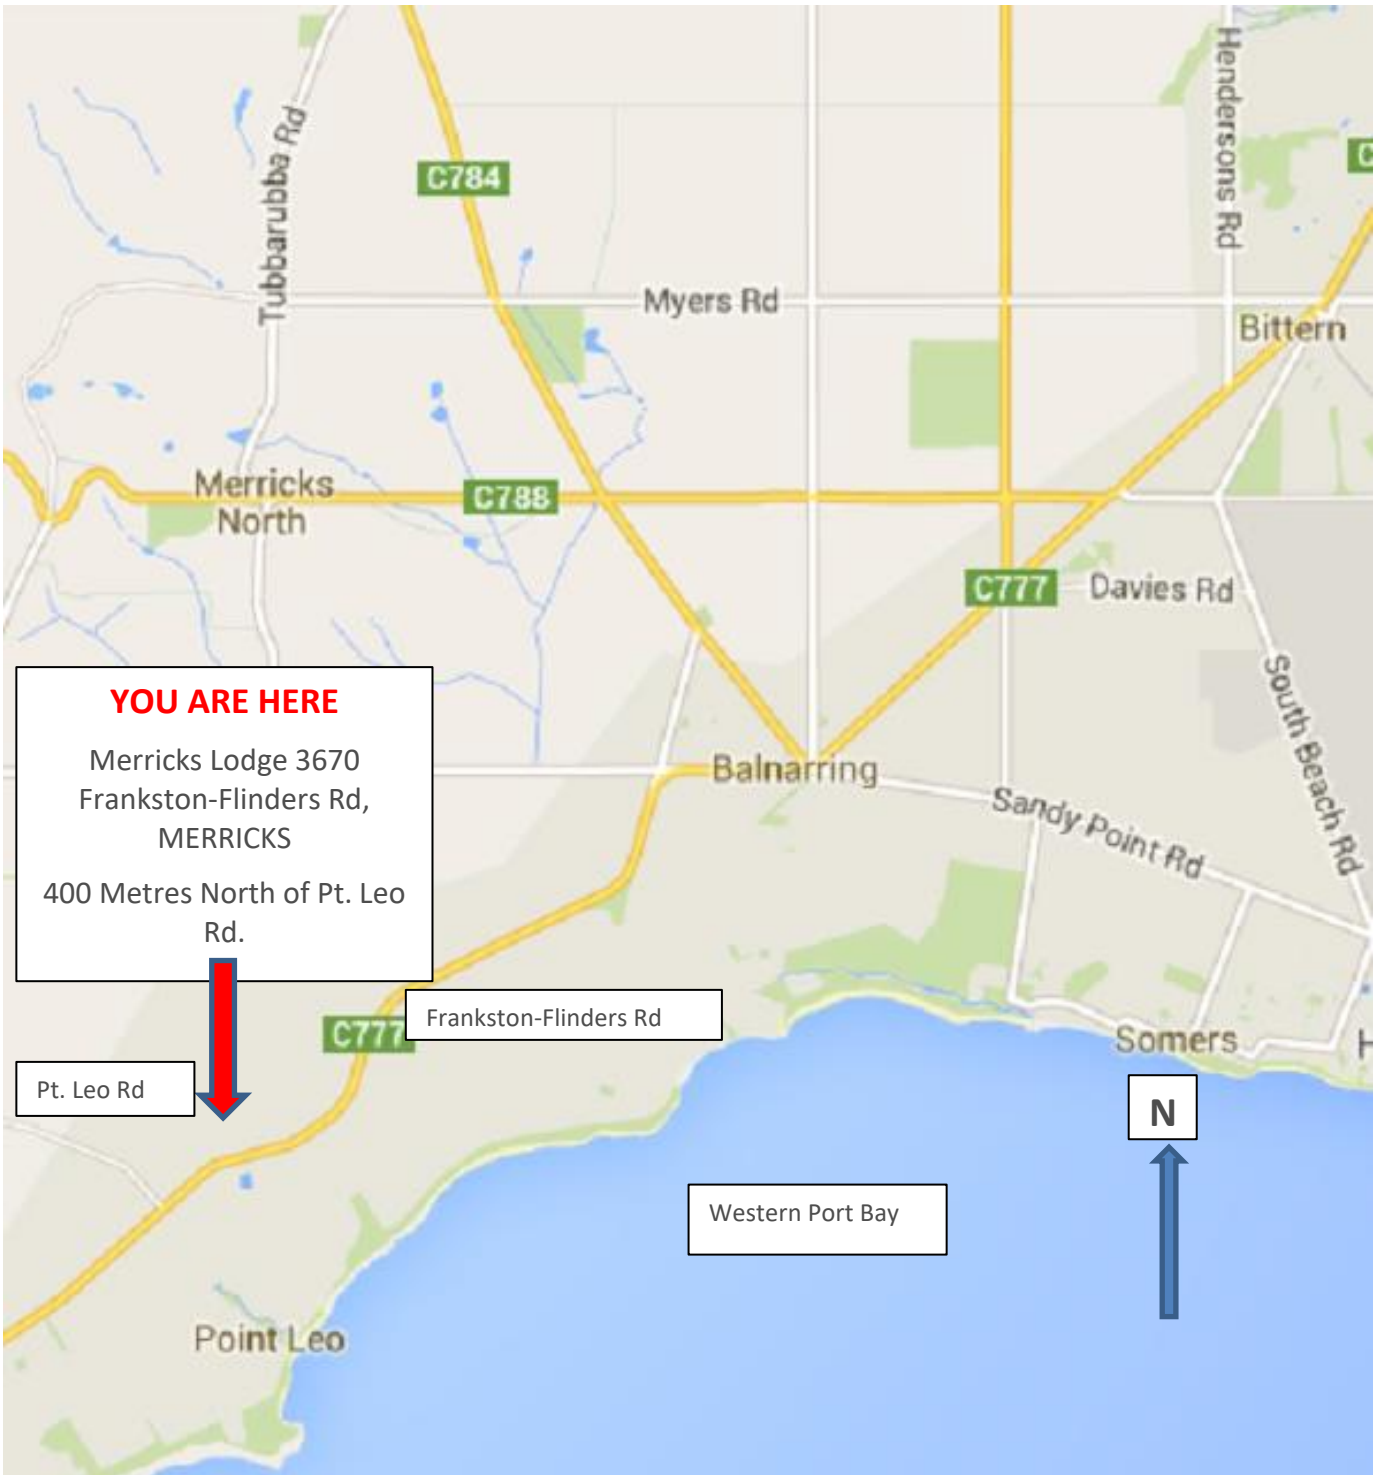 Hendersons Rd
Tubbarubba Rd
C784
C
Myers Rd
Bittern
Merricks
North
C788
C777
Davies Rd
South Beach Rd
YOU ARE HERE
Merricks Lodge 3670
Frankston-Flinders Rd,
MERRICKS
400 Metres North of Pt. Leo
Rd.
Balnarring
Sandy Point Rd
Frankston-Flinders Rd
C777
Somers
H
Pt. Leo Rd
N
Western Port Bay
Point Leo